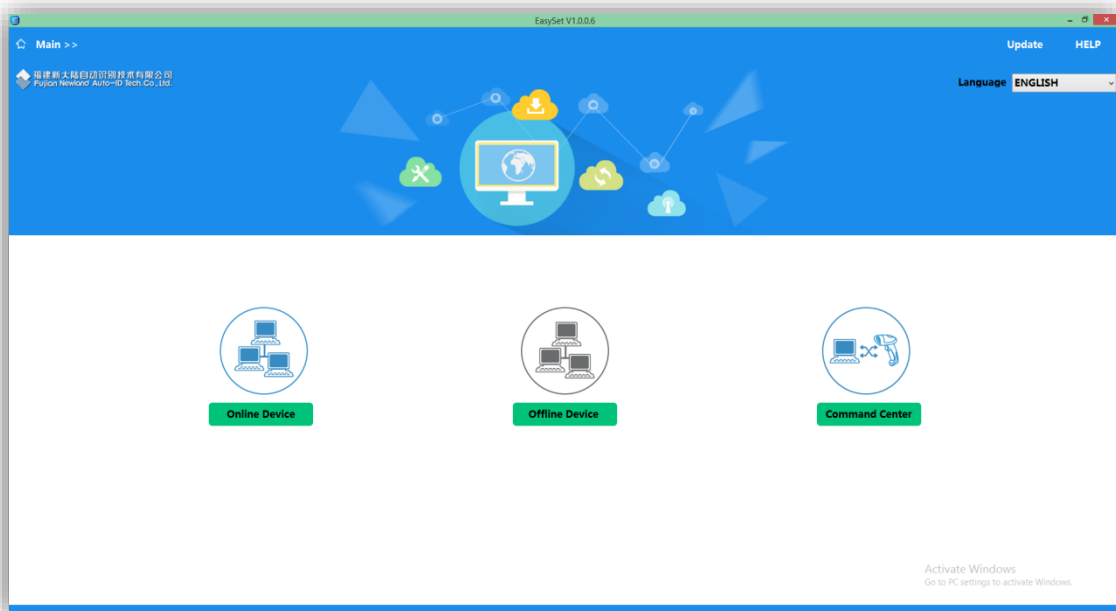 EasySet V1.0.0.6
Main >>
Update
HELP
福建新大陆自动识别技术有限公司
Fujian Newland Auto-ID Tech.Co.,Ltd.
Language
ENGLISH
Online Device
Offline Device
Command Center
Activate Windows
Go to PC settings to activate Windows.